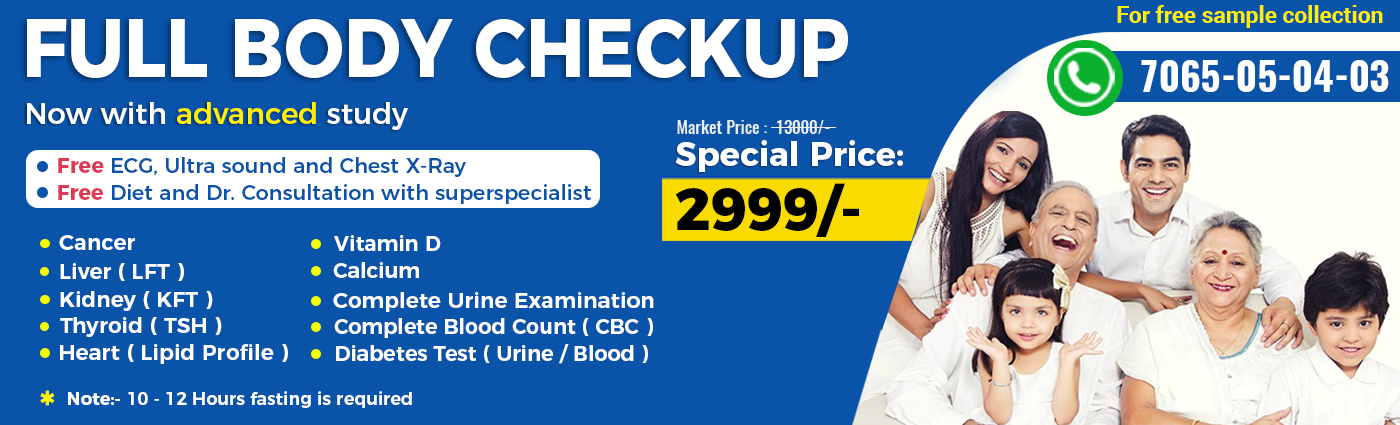 FULL BODY CHECKUP
Now with advanced study
Free ECG, Ultra sound and Chest X-Ray
Free Diet and Dr. Consultation with superspecialist
Cancer
Liver ( LFT )
Kidney ( KFT )
Thyroid ( TSH )
Heart ( Lipid Profile )
Vitamin D
Calcium
Complete Urine Examination
Complete Blood Count ( CBC )
Diabetes Test ( Urine / Blood )
* Note:- 10 - 12 Hours fasting is required
Market Price : 13000/-
Special Price:
2999/-
For free sample collection
7065-05-04-03